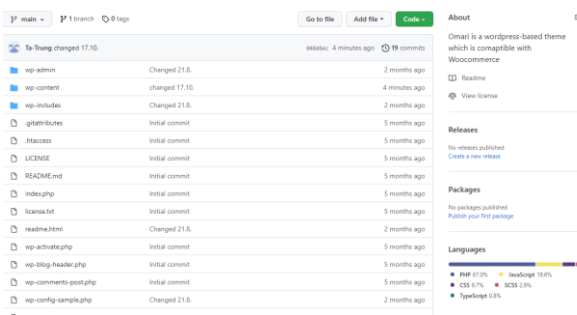 main
1 branch
0 tags
Go to file
Add file
Code
Ta-Trung changed 17.10.
4 minutes ago
19 commits
wp-admin
Changed 21.8.
2 months ago
wp-content
changed 17.10.
4 minutes ago
wp-includes
Changed 21.8.
2 months ago
.gitattributes
Initial commit
5 months ago
.htaccess
Initial commit
5 months ago
LICENSE
Initial commit
5 months ago
README.md
Initial commit
5 months ago
index.php
Initial commit
5 months ago
license.txt
Initial commit
5 months ago
readme.html
Changed 21.8.
2 months ago
wp-activate.php
Initial commit
5 months ago
wp-blog-header.php
Initial commit
5 months ago
wp-comments-post.php
Initial commit
5 months ago
wp-config-sample.php
Changed 21.8.
2 months ago
About
Omari is a wordpress-based theme
which is comaptible with
Woocommerce
Readme
View license
Releases
No releases published
Create a new release
Packages
No packages published
Publish your first package
Languages
PHP
JavaScript 19.6%
CSS 9.7%
SCSS 2.9%
TypeScript 0.8%